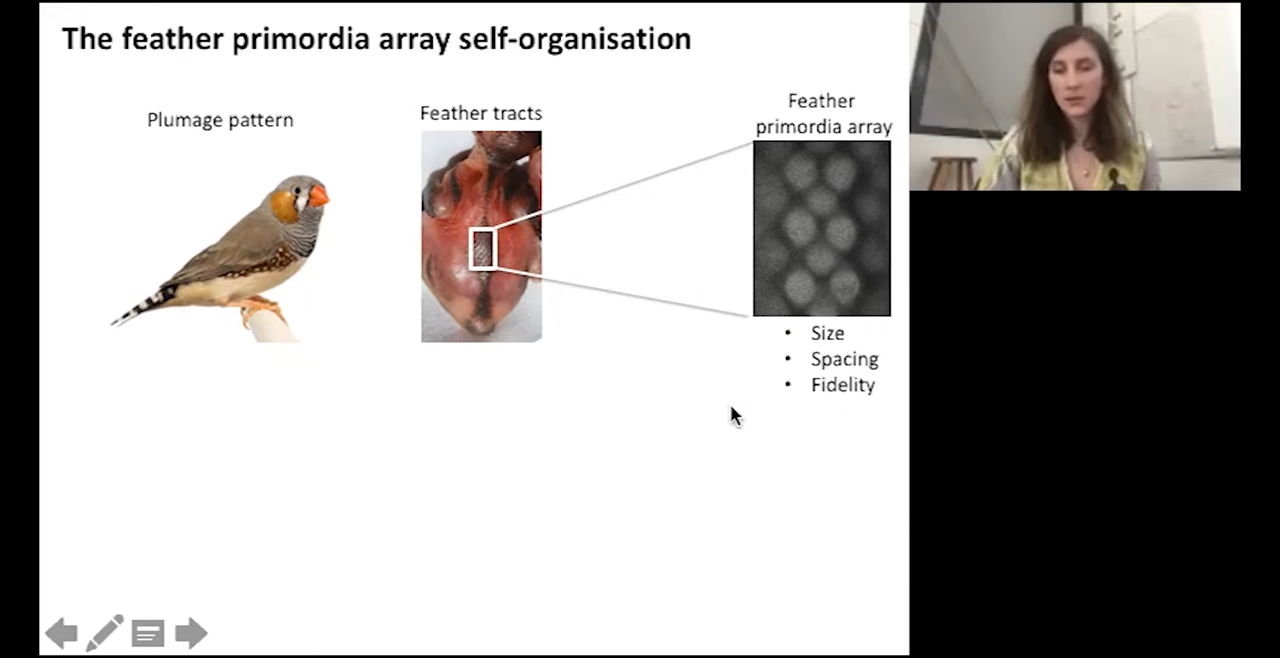 The feather primordia array self-organisation
Plumage pattern
Feather tracts
Feather
primordia array
• Size
• Spacing
• Fidelity